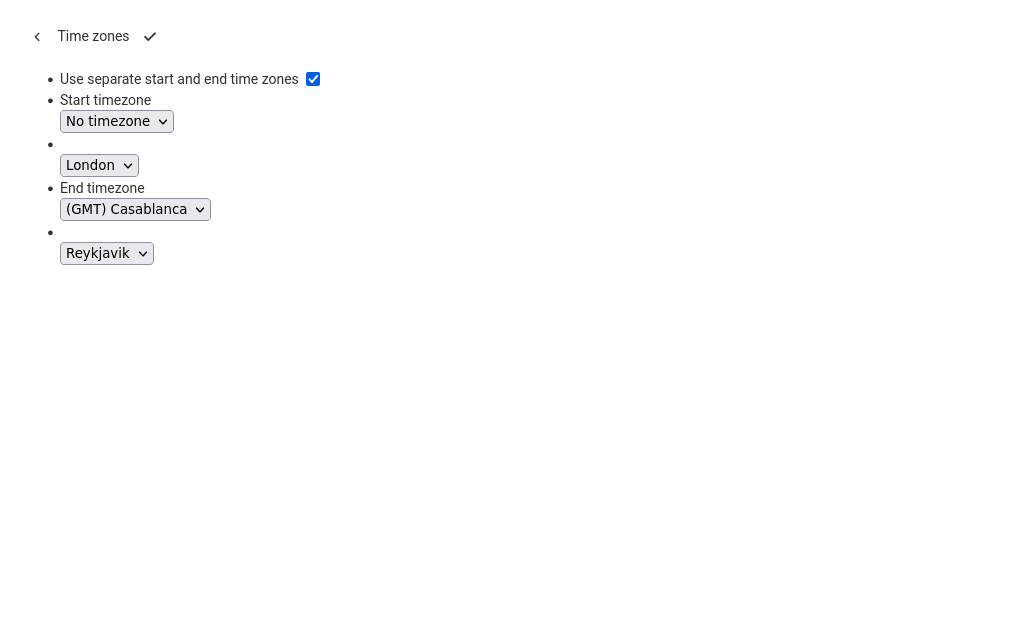 Time zones
Use separate start and end time zones
Start timezone
No timezone
London
End timezone
(GMT) Casablanca
Reykjavik